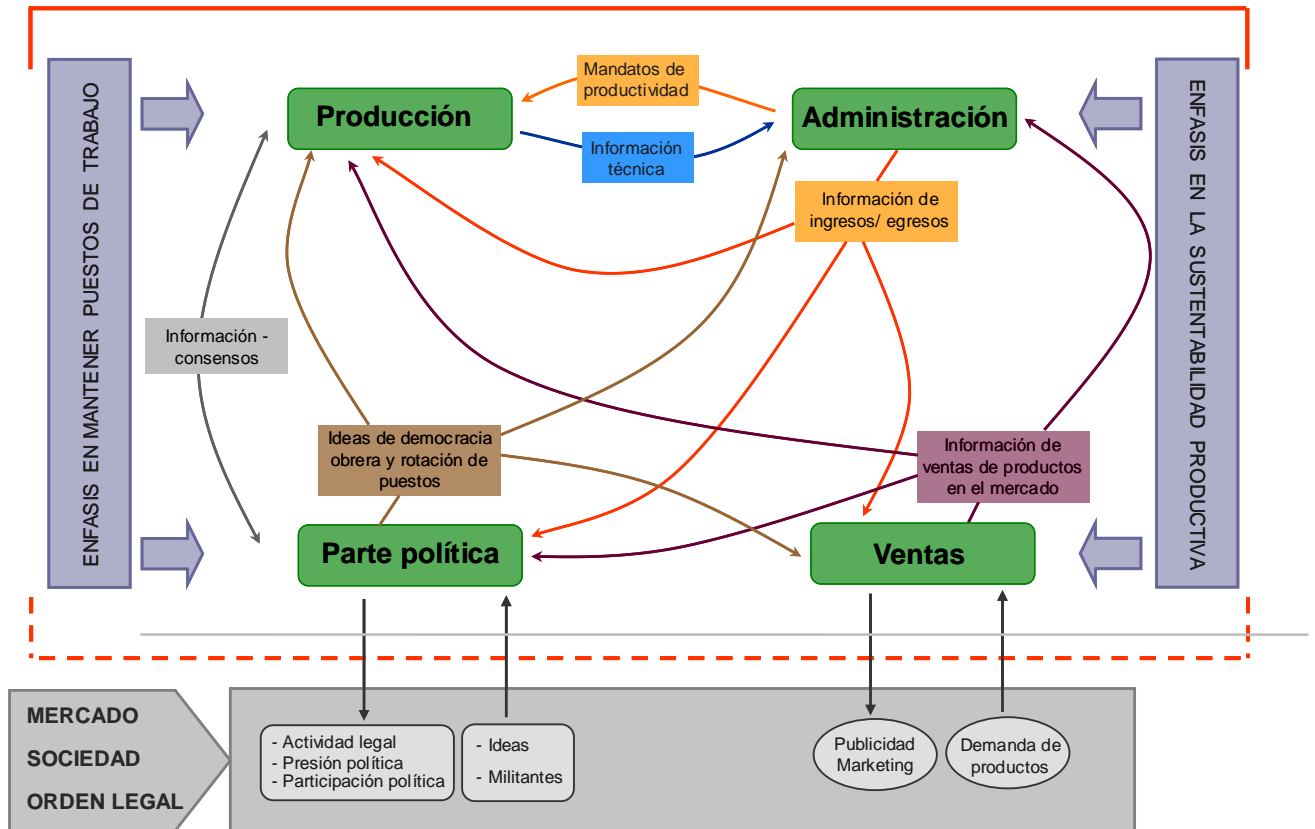 ENFASIS EN MANTENER PUESTOS DE TRABAJO
Producción
Mandatos de
productividad
Información
técnica
Administración
ENFASIS EN LA SUSTENTABILIDAD PRODUCTIVA
Información de
ingresos/ egresos
Información -
consensos
Ideas de democracia
obrera y rotación de
puestos
Información de
ventas de productos
en el mercado
Parte política
Ventas
MERCADO
SOCIEDAD
ORDEN LEGAL
- Actividad legal
- Presión política
- Participación política
- Ideas
- Militantes
Publicidad
Marketing
Demanda de
productos